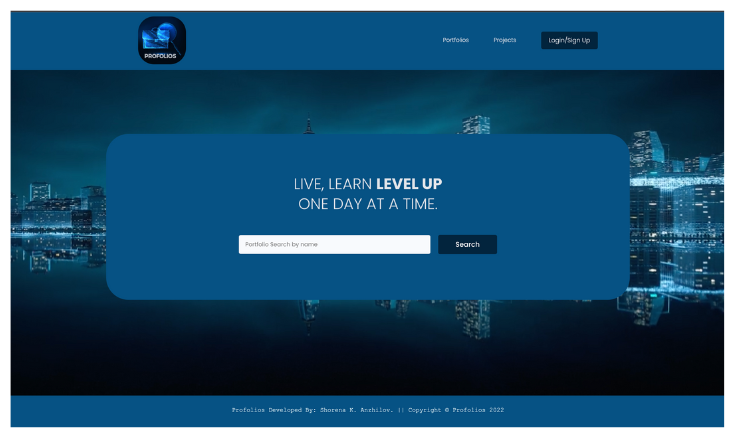 PROFOLIOS
Portfolios Projects Login/Sign Up
LIVE, LEARN LEVEL UP
ONE DAY AT A TIME.
Portfolio Search by name Search
Profolios Developed By: Shorena K. Anzhilov. || Copyright © Profolios 2022